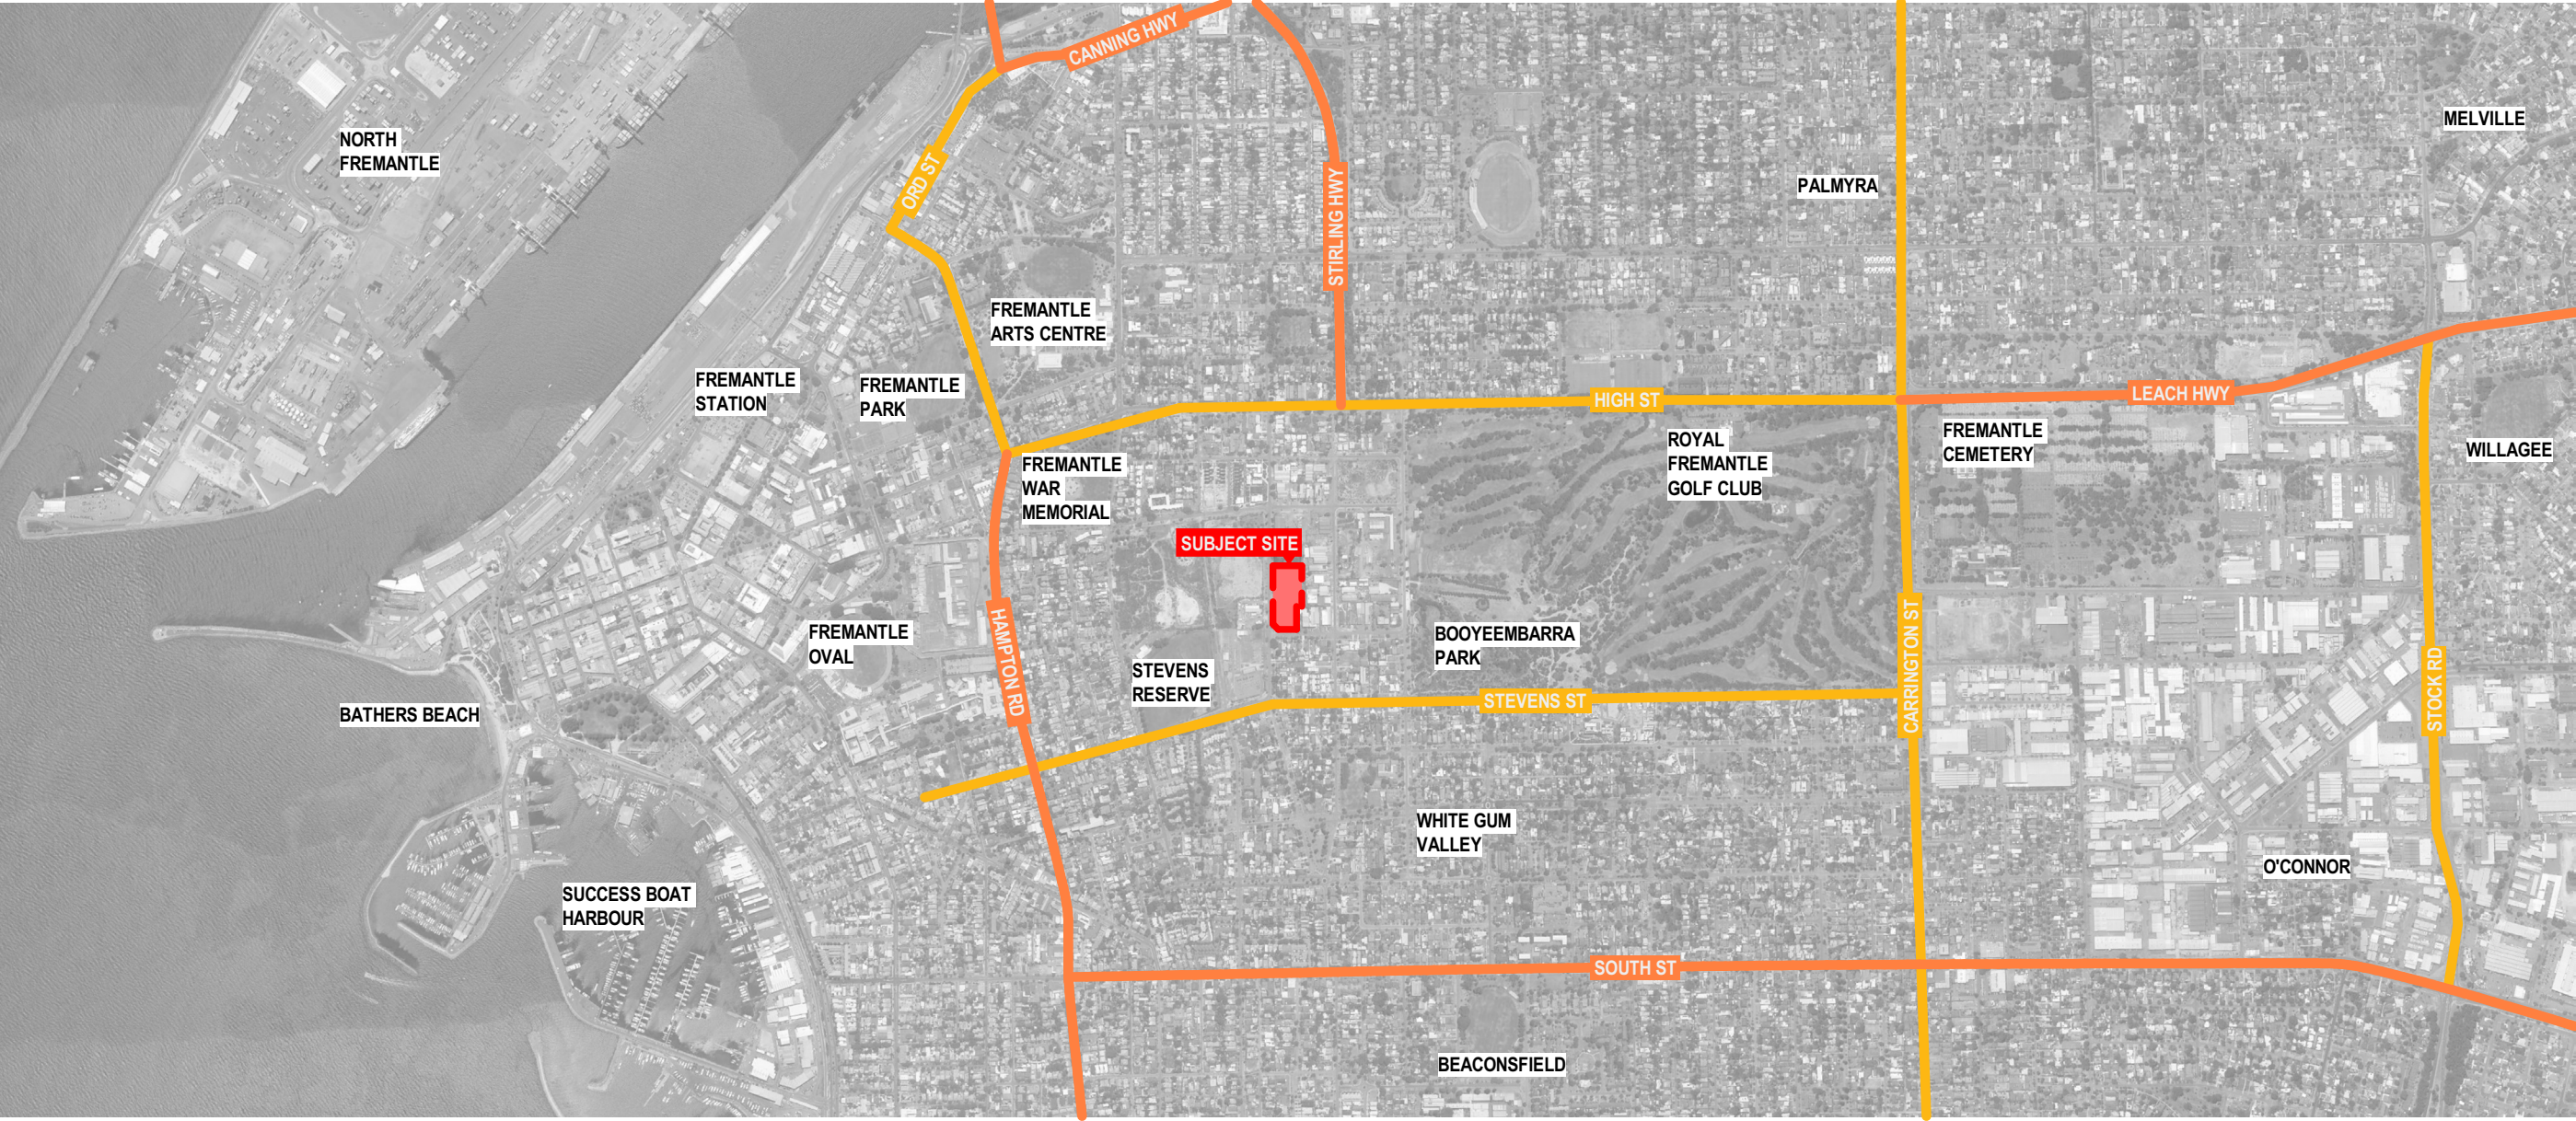 CANNING HWY
MELVILLE
NORTH
FREMANTLE
ORD ST
STIRLING HWY
PALMYRA
FREMANTLE
ARTS CENTRE
FREMANTLE
STATION
FREMANTLE
PARK
HIGH ST
LEACH HWY
FREMANTLE
WAR
MEMORIAL
ROYAL
FREMANTLE
GOLF CLUB
FREMANTLE
CEMETERY
WILLAGEE
SUBJECT SITE
HAMPTON RD
FREMANTLE
OVAL
STEVENS
RESERVE
BOOYEEMBARRA
PARK
CARRINGTON ST
STOCK RD
BATHERS BEACH
STEVENS ST
WHITE GUM
VALLEY
O'CONNOR
SUCCESS BOAT
HARBOUR
SOUTH ST
BEACONSFIELD